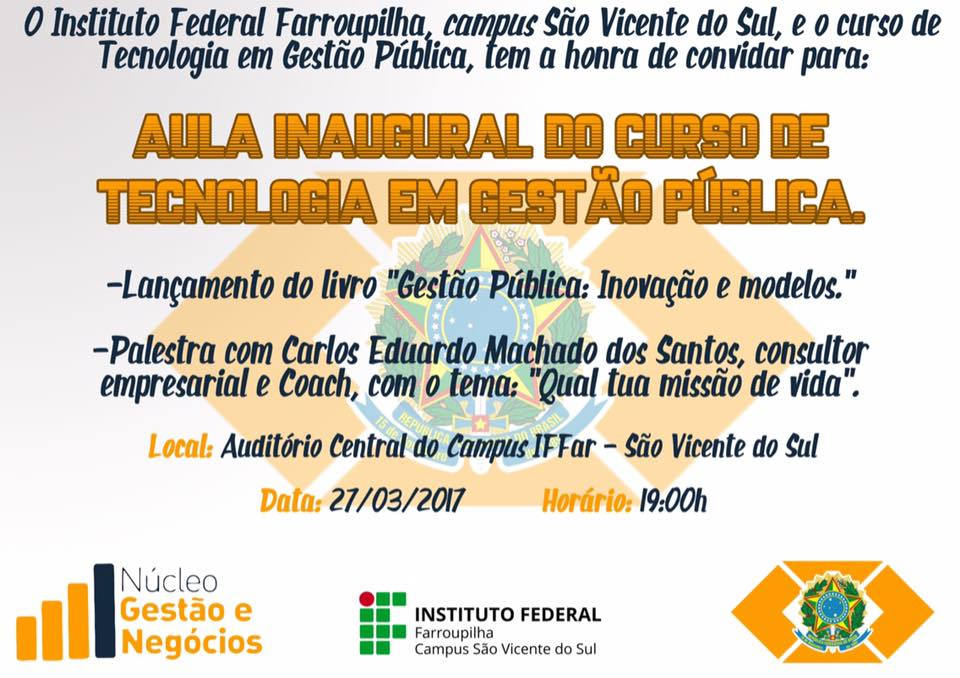 O Instituto Federal Farroupilha, campus São Vicente do Sul, e o curso de
Tecnologia em Gestão Pública, tem a honra de convidar para:
AULA INAUGURAL DO CURSO DE
TECNOLOGIA EM GESTÃO PÚBLICA.
-Lançamento do livro "Gestão Pública: Inovação e modelos."
-Palestra com Carlos Eduardo Machado dos Santos, consultor
empresarial e Coach, com o tema: "Qual tua missão de vida".
Local: Auditório Central do Campus IFFar - São Vicente do Sul
Data: 27/03/2017 Horário: 19:00h
Núcleo
Gestão e
Negócios
INSTITUTO FEDERAL
Farroupilha
Campus São Vicente do Sul